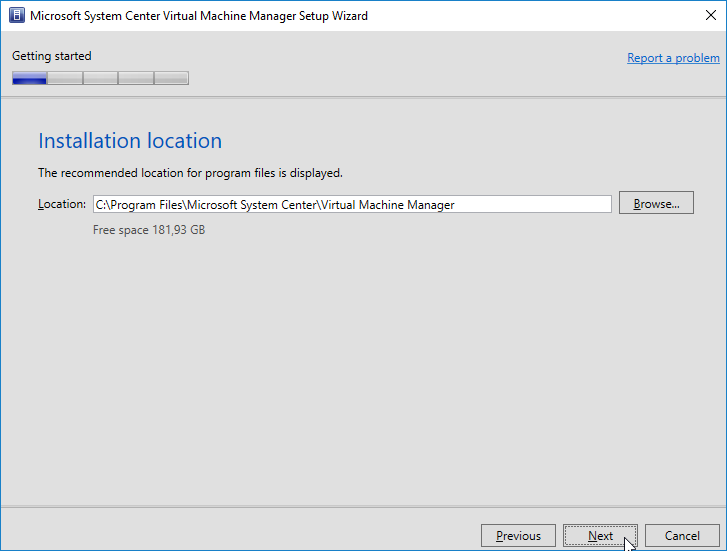 Microsoft System Center Virtual Machine Manager Setup Wizard
Getting started
Report a problem
Installation location
The recommended location for program files is displayed.
Location: C:\Program Files\Microsoft System Center\Virtual Machine Manager Browse...
Free space 181,93 GB
Previous Next Cancel